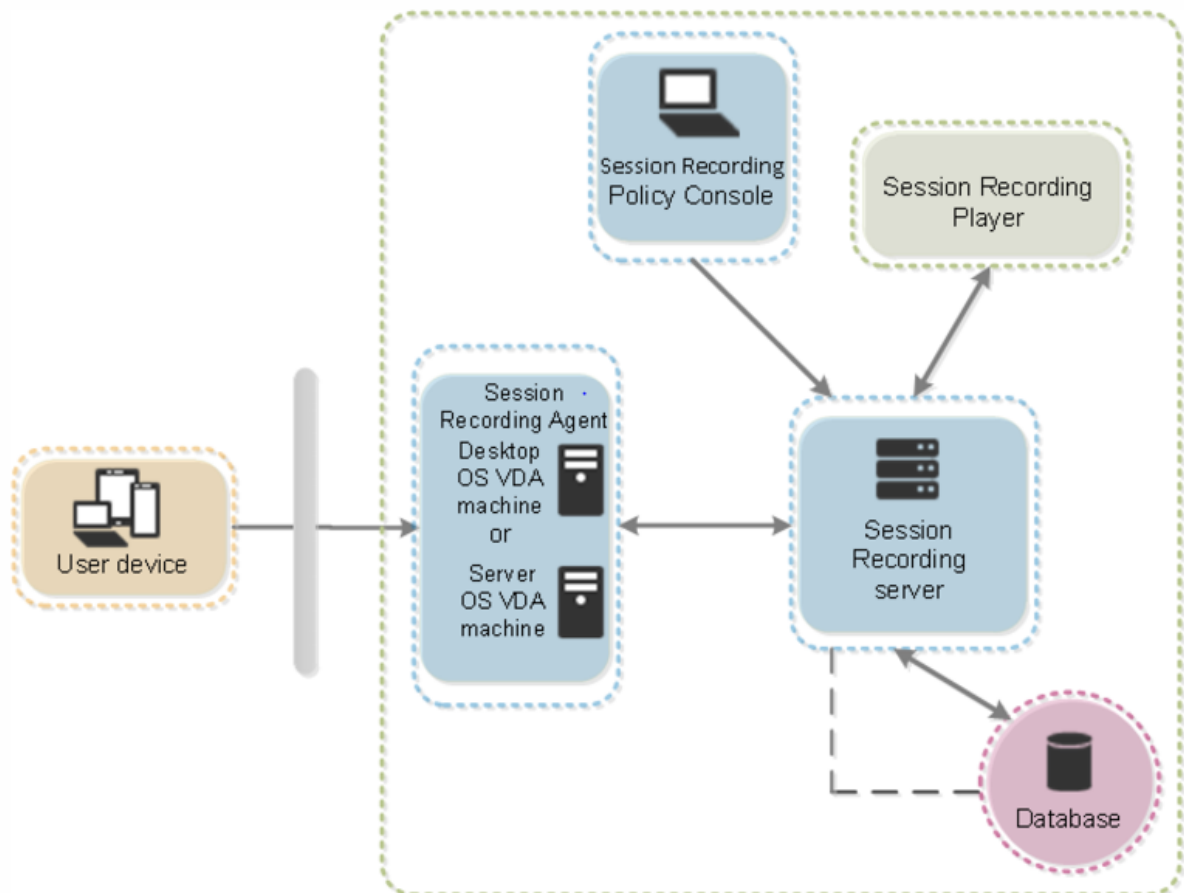 Session Recording
Policy Console
Session Recording
Player
Session
Recording Agent
Desktop
OS VDA
machine
or
Server
OS VDA
machine
User device
Session
Recording
server
Database